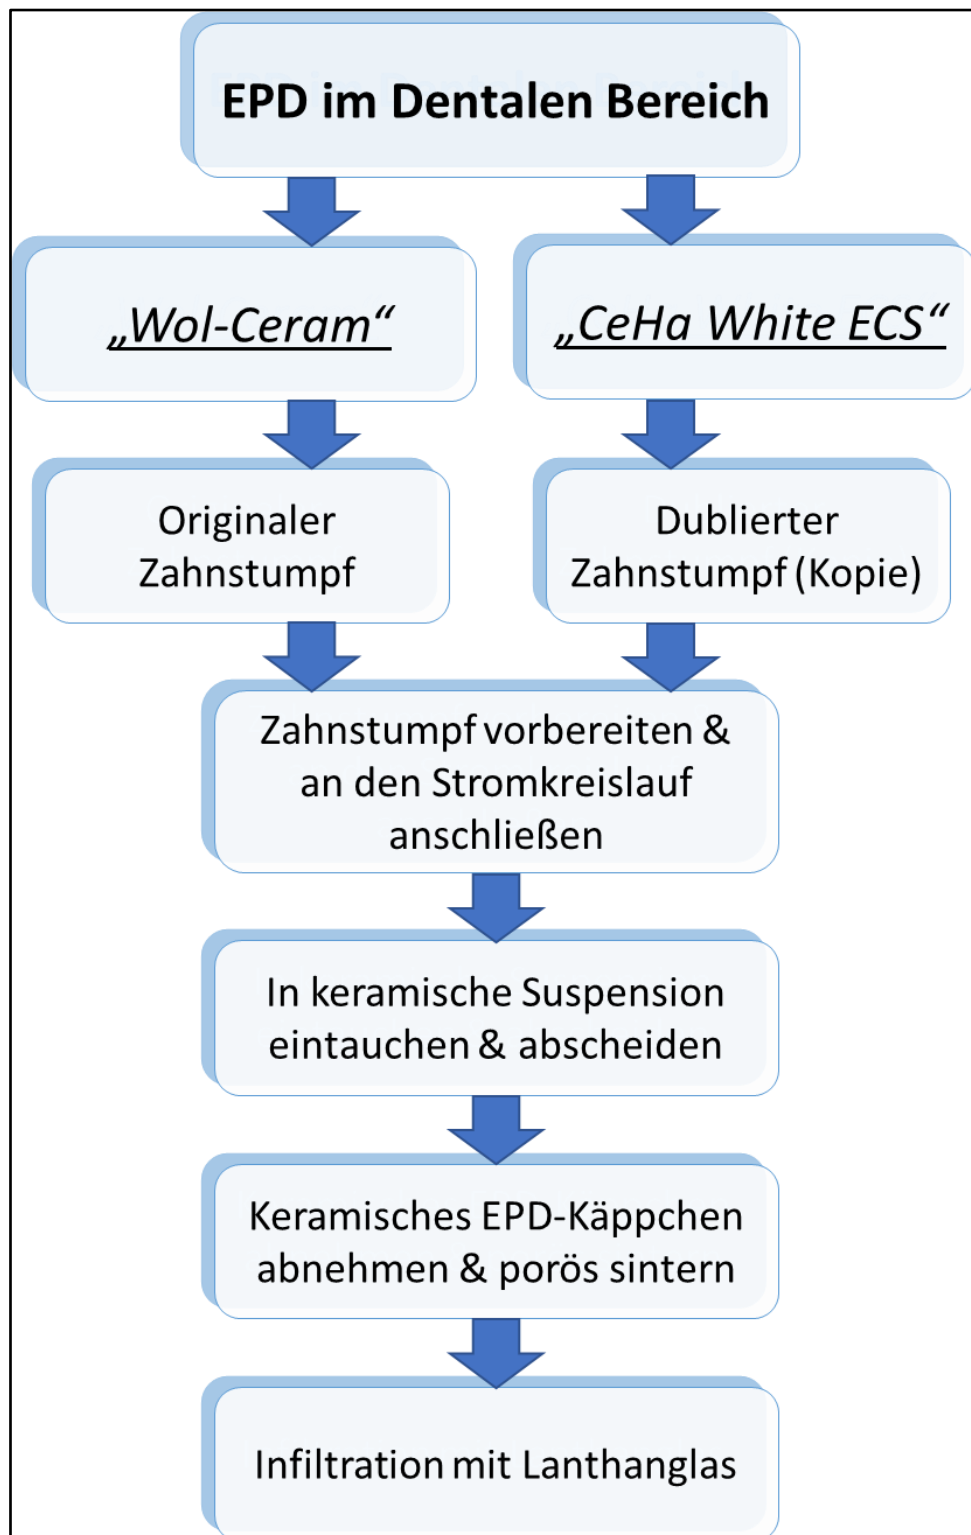 EPD im Dentalen Bereich
„Wol-Ceram“
„CeHa White ECS“
Originaler
Zahnstumpf
Dublierter
Zahnstumpf (Kopie)
Zahnstumpf vorbereiten &
an den Stromkreislauf
anschließen
In keramische Suspension
eintauchen & abscheiden
Keramisches EPD-Käppchen
abnehmen & porös sintern
Infiltration mit Lanthanglas